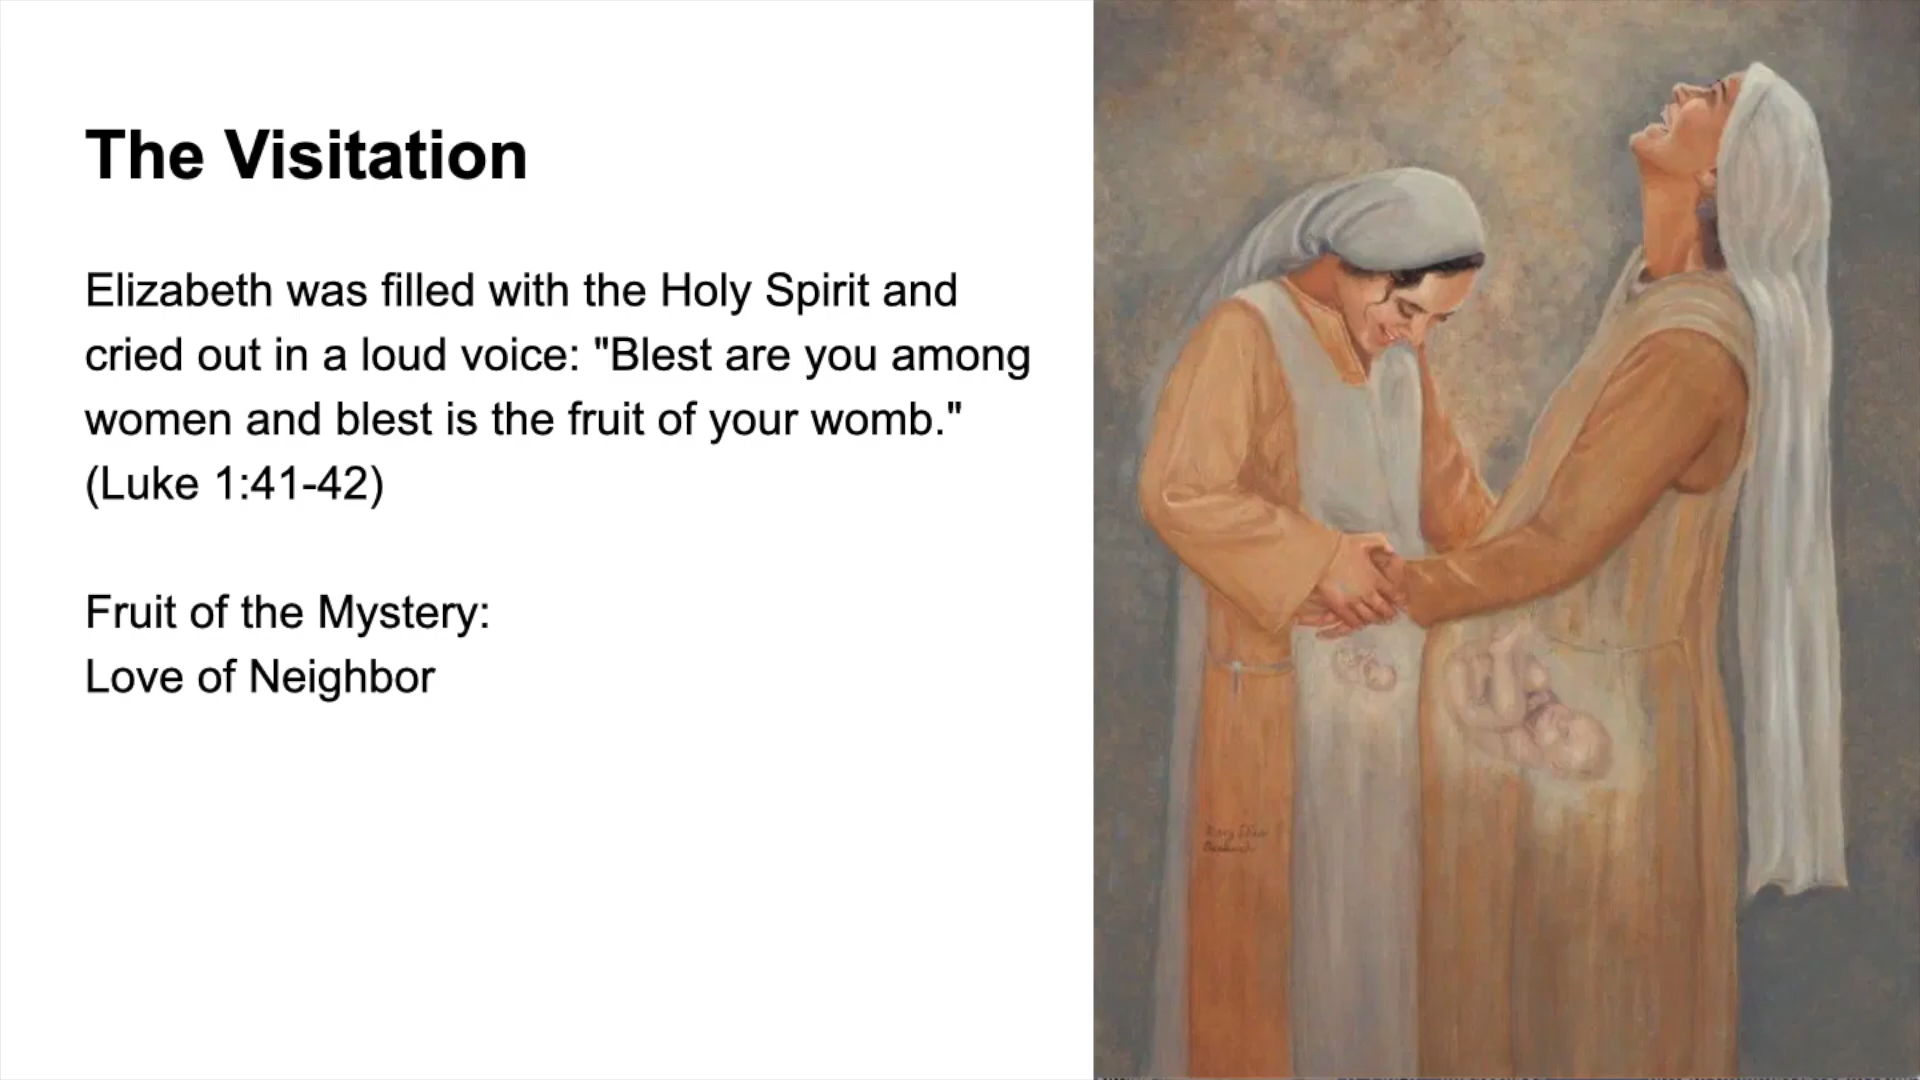 The Visitation
Elizabeth was filled with the Holy Spirit and
cried out in a loud voice: "Blest are you among
women and blest is the fruit of your womb."
(Luke 1:41-42)
Fruit of the Mystery:
Love of Neighbor